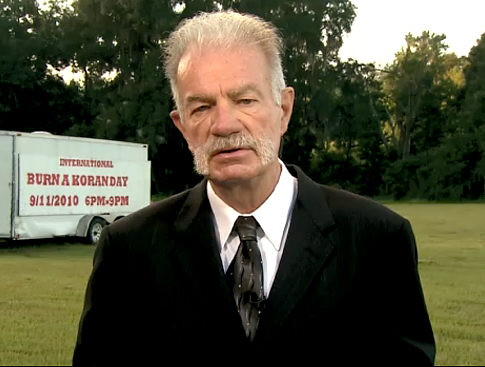 INTERNATIONAL
BURN A KORAN DAY
9/11/2010 6PM-9PM